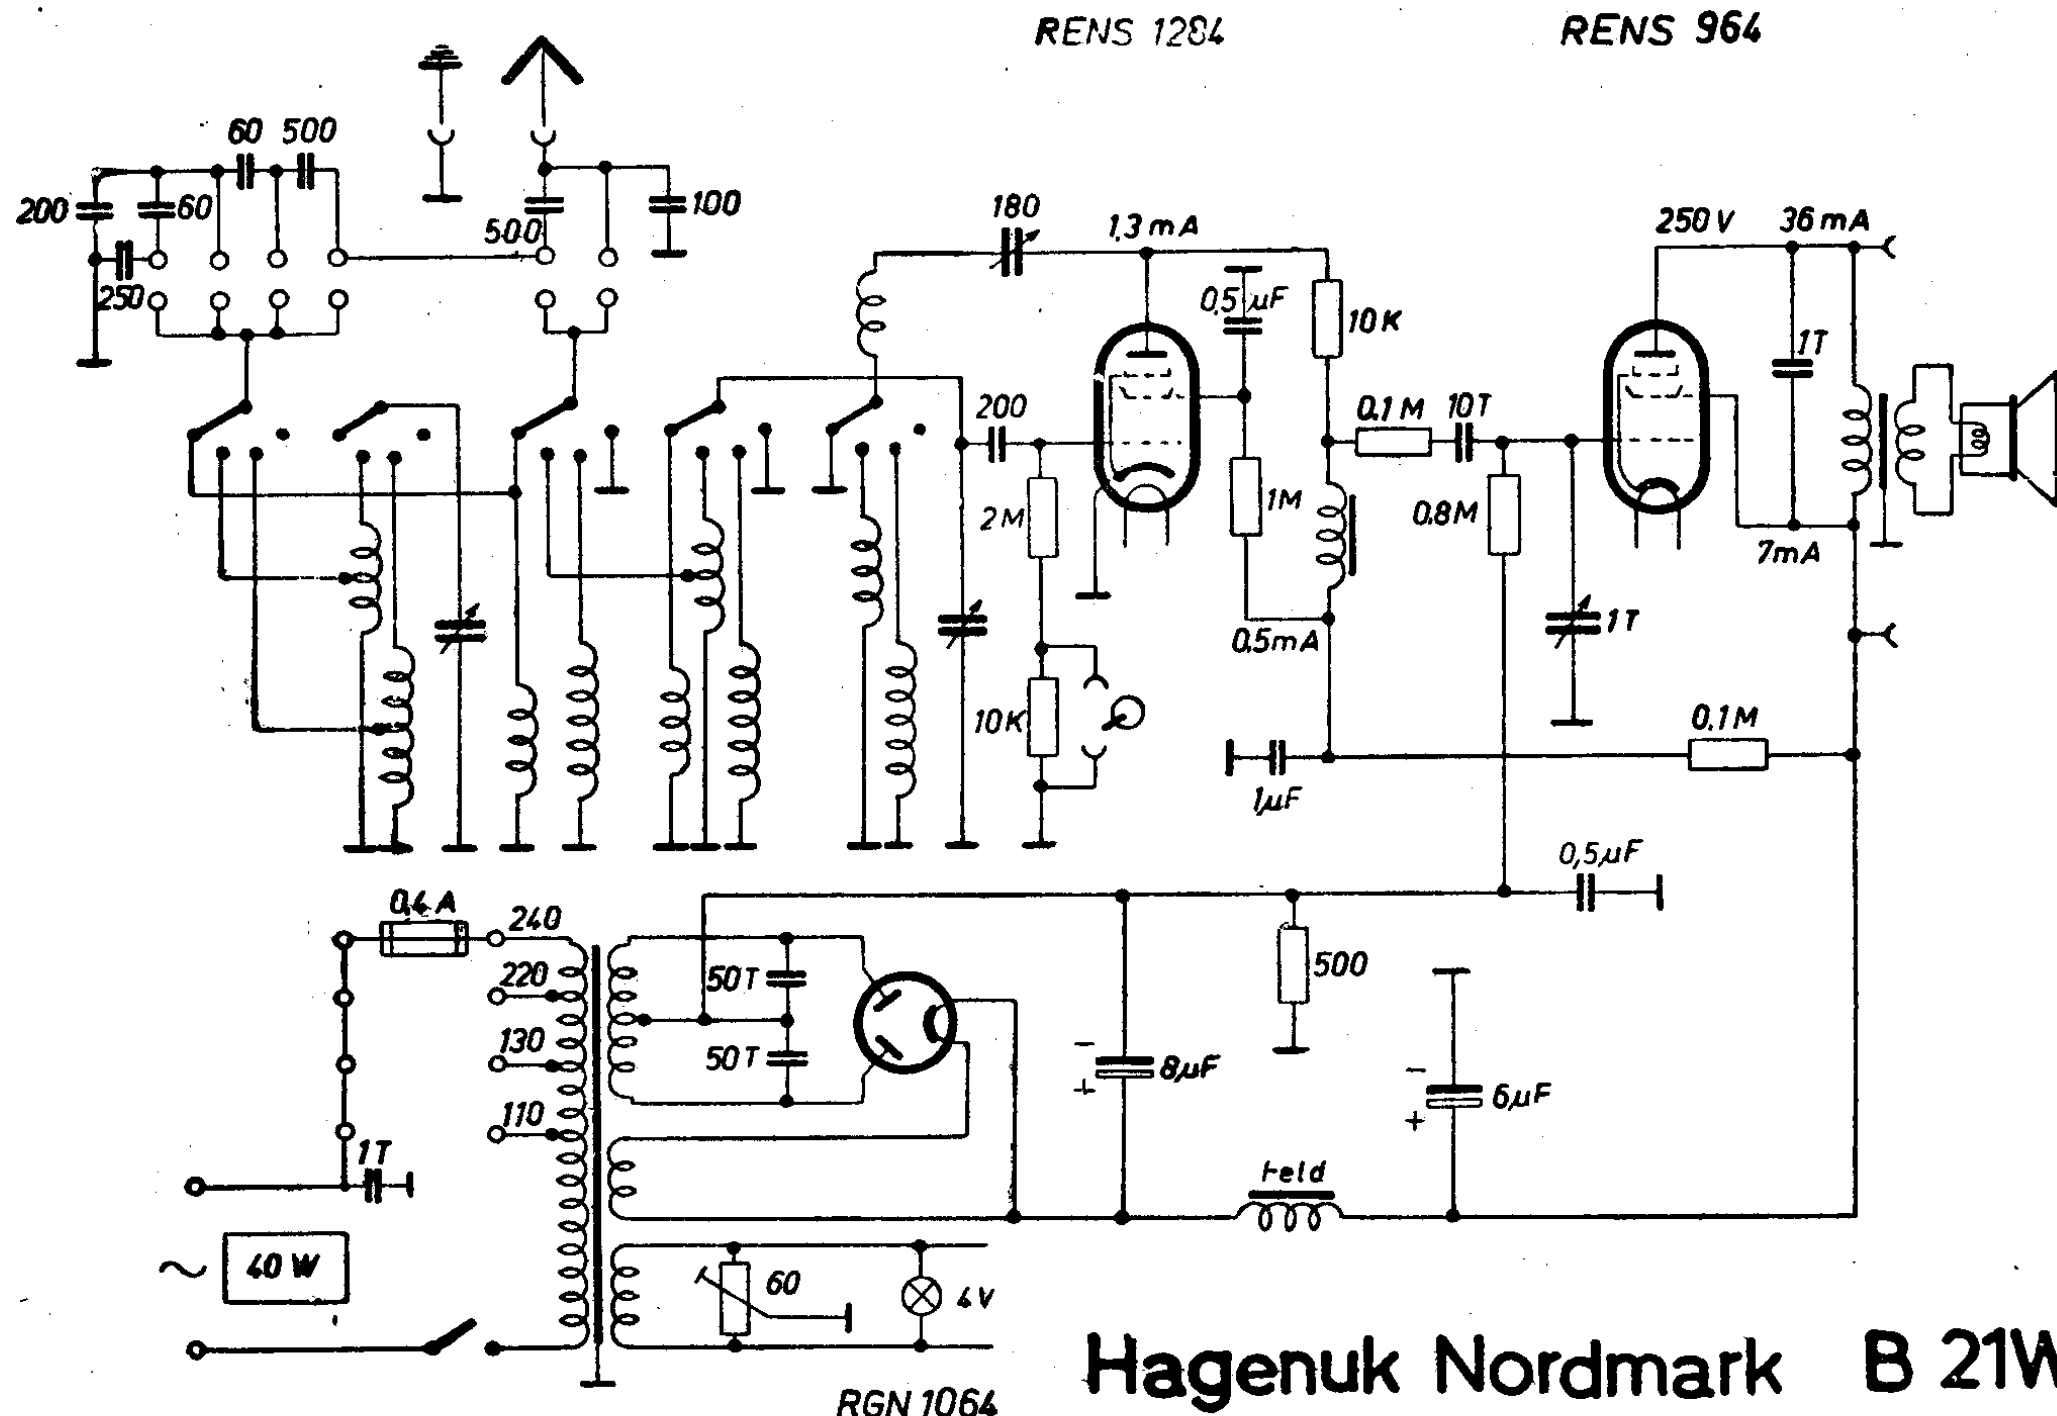 RENS 1284
RENS 964
60 500
200
60
250
500
100
180
1,3 mA
0,5 µF
10K
250 V
36 mA
1T
200
0.1 M
10T
2M
1M
0.8M
7mA
0.5mA
1T
10K
0.1M
1µF
0,5µF
0,4 A
240
220
130
110
50T
50T
8µF
500
6µF
- +
- +
1T
Feld
40 W
60
4V
RGN 1064
Hagenuk Nordmark B 21W